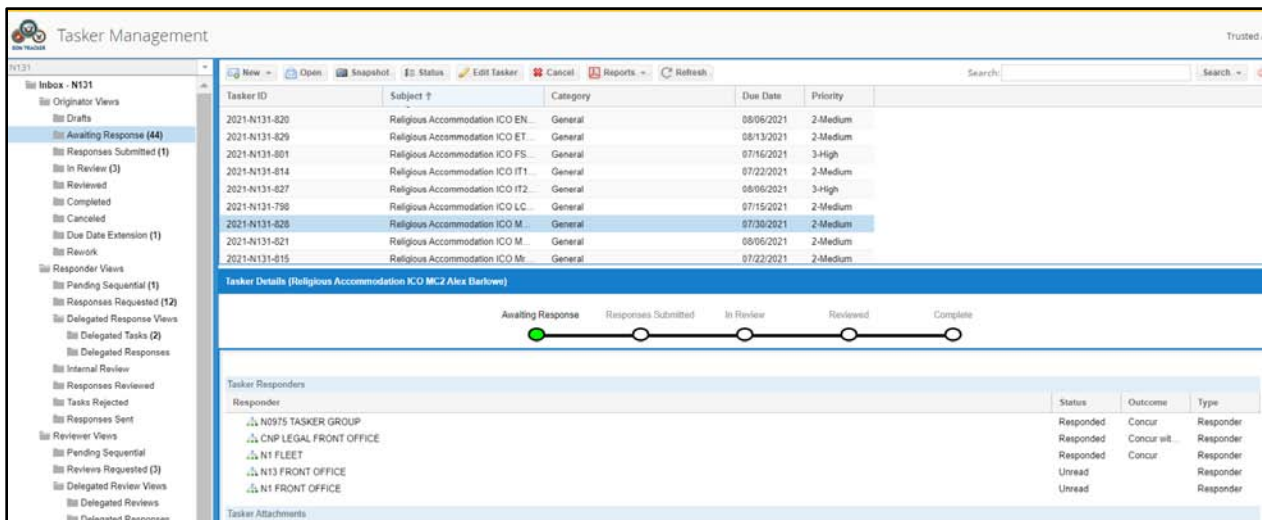 DON TRACKER
Tasker Management
Trusted
N131
Inbox - N131
Originator Views
Drafts
Awaiting Response (44)
Responses Submitted (1)
In Review (3)
Reviewed
Completed
Canceled
Due Date Extension (1)
Rework
Responder Views
Pending Sequential (1)
Responses Requested (12)
Delegated Response Views
Delegated Tasks (2)
Delegated Responses
Internal Review
Responses Reviewed
Tasks Rejected
Responses Sent
Reviewer Views
Pending Sequential
Reviews Requested (3)
Delegated Review Views
Delegated Reviews
Delegated Responses
New Open Snapshot Status Edit Tasker Cancel Reports Refresh Search: Search
Tasker ID Subject ↑ Category Due Date Priority
2021-N131-820 Religious Accommodation ICO EN... General 08/06/2021 2-Medium
2021-N131-829 Religious Accommodation ICO ET... General 08/13/2021 2-Medium
2021-N131-801 Religious Accommodation ICO FS... General 07/16/2021 3-High
2021-N131-814 Religious Accommodation ICO IT1... General 07/22/2021 2-Medium
2021-N131-827 Religious Accommodation ICO IT2... General 08/06/2021 3-High
2021-N131-798 Religious Accommodation ICO LC... General 07/15/2021 2-Medium
2021-N131-828 Religious Accommodation ICO M... General 07/30/2021 2-Medium
2021-N131-821 Religious Accommodation ICO M... General 08/06/2021 2-Medium
2021-N131-815 Religious Accommodation ICO Mr... General 07/22/2021 2-Medium
Tasker Details (Religious Accommodation ICO MC2 Alex Barlowe)
Awaiting Response Responses Submitted In Review Reviewed Complete
Tasker Responders
Responder Status Outcome Type
N0975 TASKER GROUP Responded Concur Responder
CNP LEGAL FRONT OFFICE Responded Concur wit... Responder
N1 FLEET Responded Concur Responder
N13 FRONT OFFICE Unread Responder
N1 FRONT OFFICE Unread Responder
Tasker Attachments